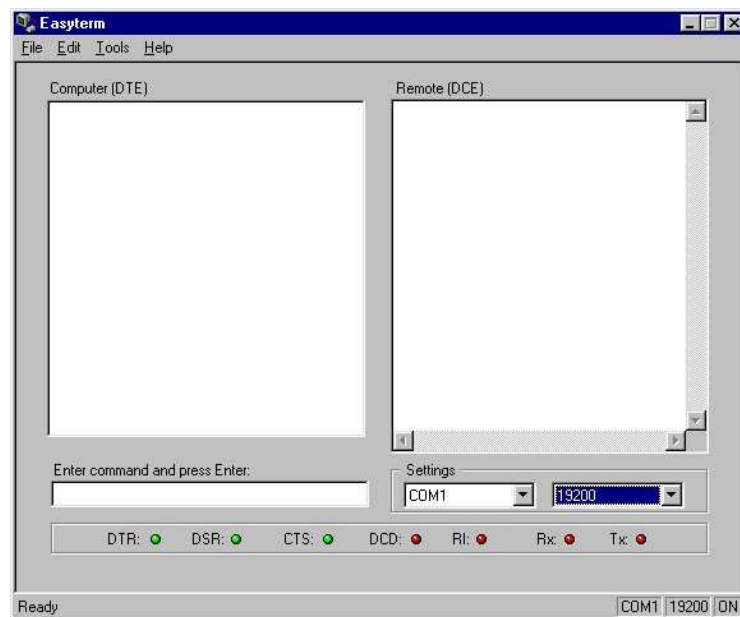 Easyterm
File Edit Tools Help
Computer (DTE)
Remote (DCE)
Enter command and press Enter:
Settings
COM1
19200
DTR: DSR: CTS: DCD: RI: Rx: Tx:
Ready
COM1 19200 ON